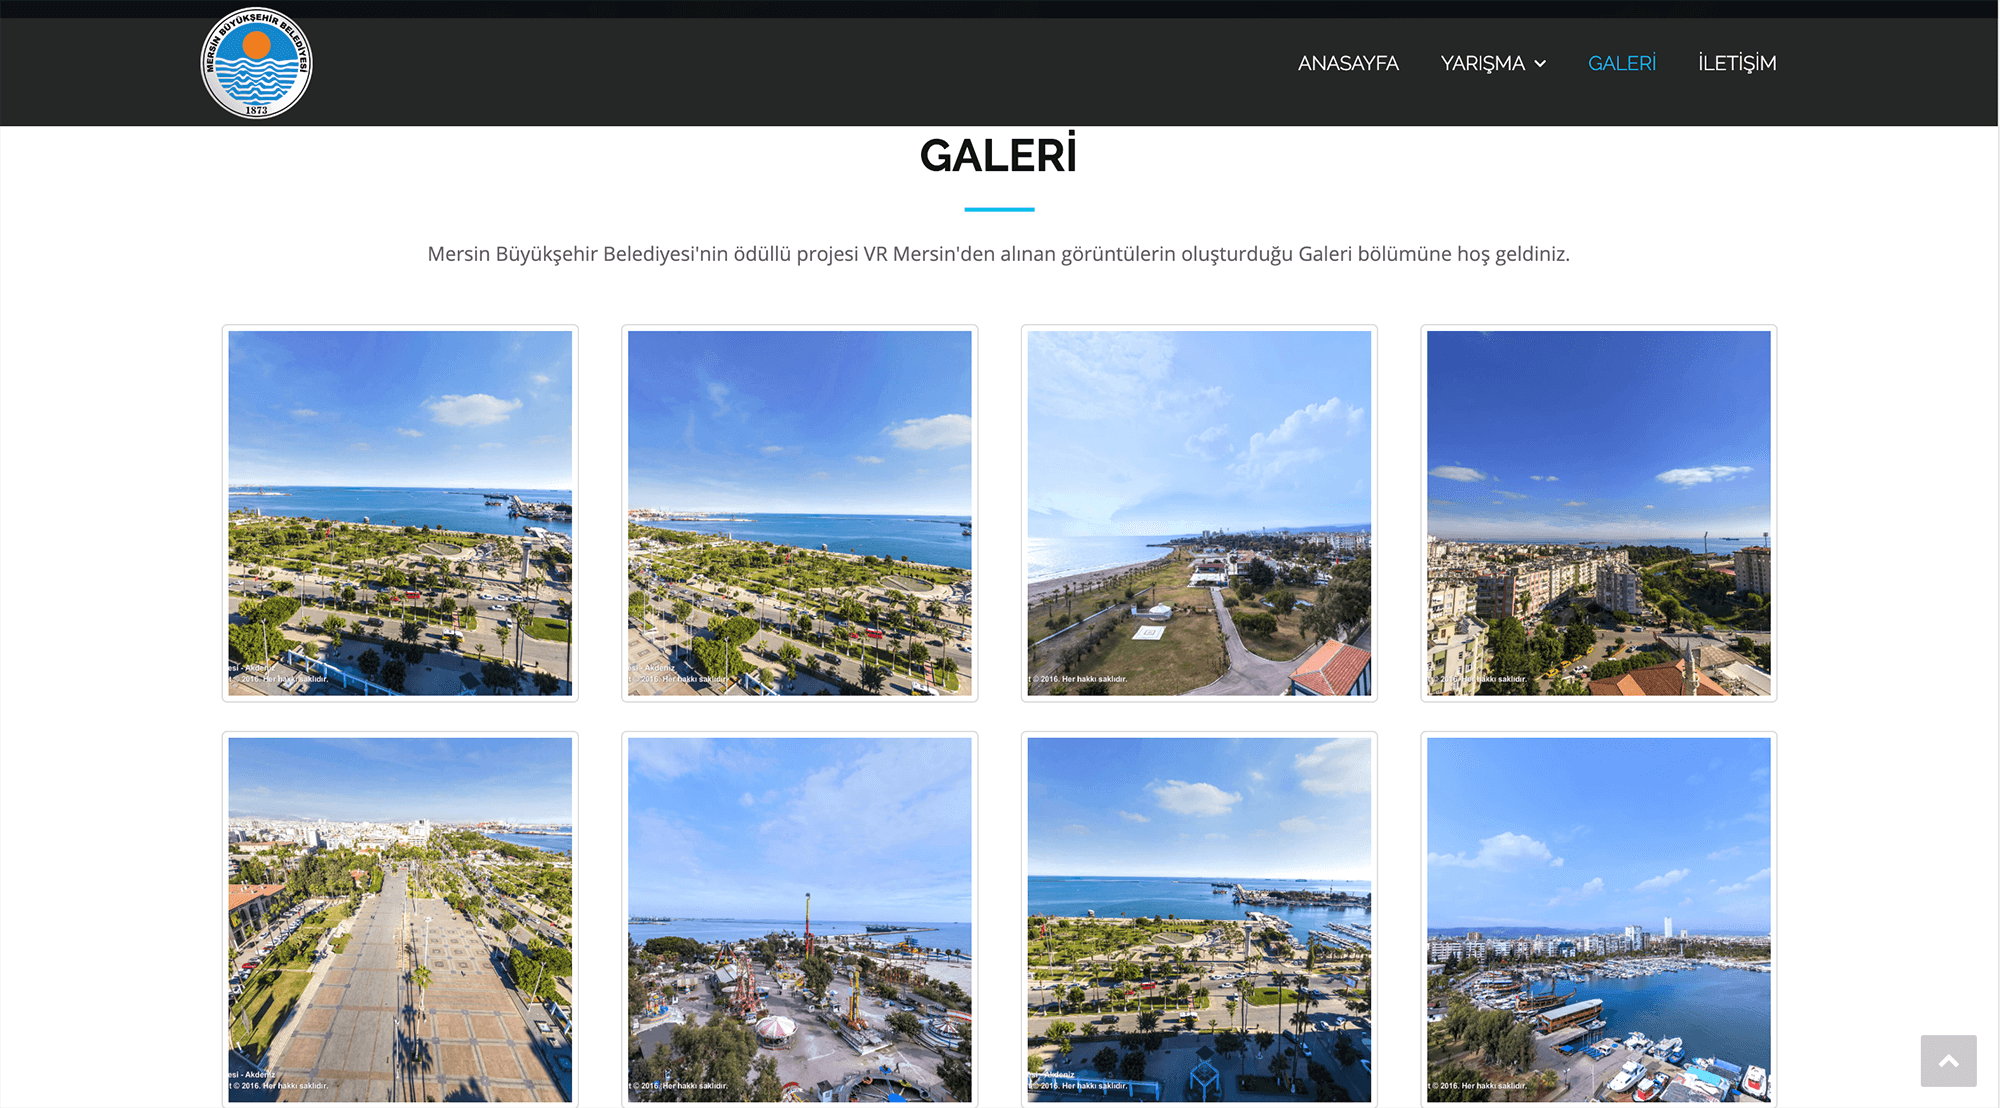 MERSİN BÜYÜKŞEHİR BELEDİYESİ
1873
ANASAYFA YARIŞMA GALERİ İLETİŞİM
GALERİ
Mersin Büyükşehir Belediyesi'nin ödüllü projesi VR Mersin'den alınan görüntülerin oluşturduğu Galeri bölümüne hoş geldiniz.
esi - Akdeniz
t © 2016. Her hakkı saklıdır.
esi - Akdeniz
t © 2016. Her hakkı saklıdır.
t © 2016. Her hakkı saklıdır.
t © 2016. Her hakkı saklıdır.
esi - Akdeniz
t © 2016. Her hakkı saklıdır.
t © 2016. Her hakkı saklıdır.
esi - Akdeniz
t © 2016. Her hakkı saklıdır.
t © 2016. Her hakkı saklıdır.